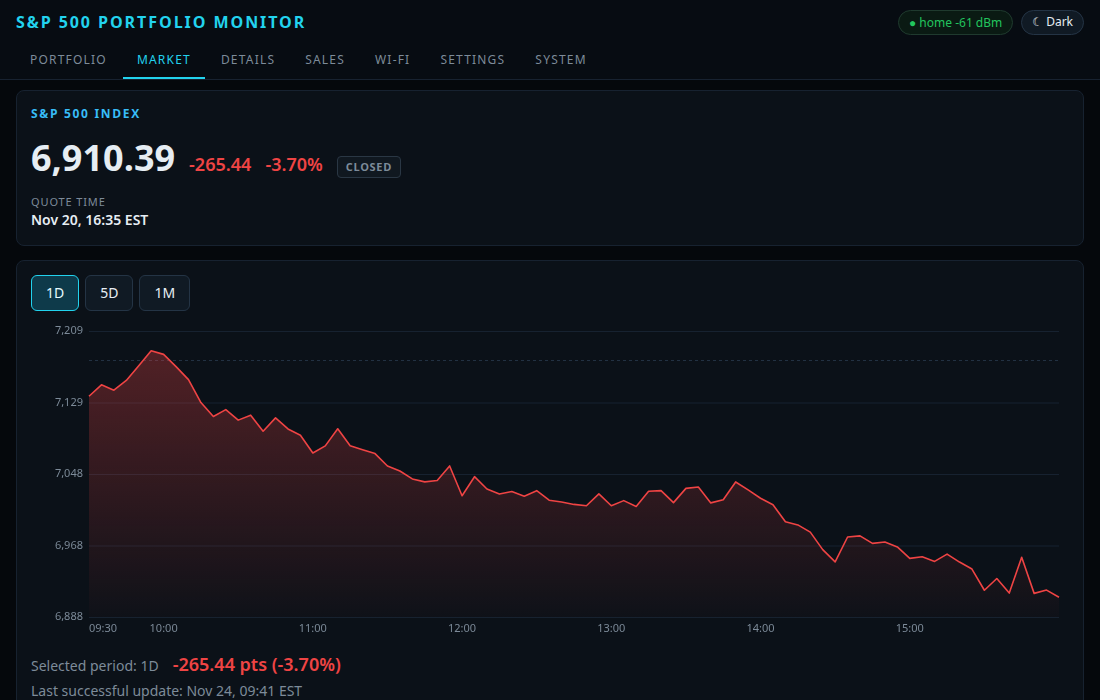 S&P 500 PORTFOLIO MONITOR
● home -61 dBm
☾ Dark
PORTFOLIO MARKET DETAILS SALES WI-FI SETTINGS SYSTEM
S&P 500 INDEX
6,910.39 -265.44 -3.70% CLOSED
QUOTE TIME
Nov 20, 16:35 EST
1D 5D 1M
7,209
7,129
7,048
6,968
6,888
09:30 10:00 11:00 12:00 13:00 14:00 15:00
Selected period: 1D -265.44 pts (-3.70%)
Last successful update: Nov 24, 09:41 EST